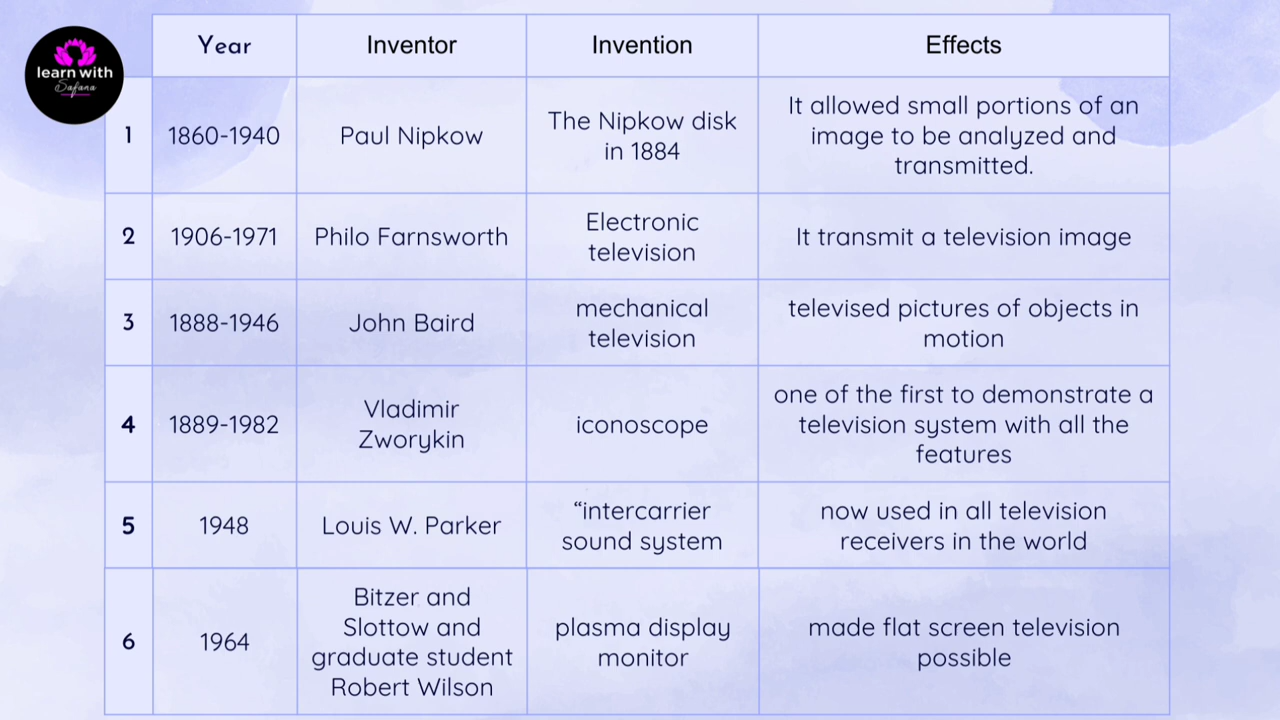 learn with
Safana
Year Inventor Invention Effects
1 1860-1940 Paul Nipkow The Nipkow disk
in 1884 It allowed small portions of an
image to be analyzed and
transmitted.
2 1906-1971 Philo Farnsworth Electronic
television It transmit a television image
3 1888-1946 John Baird mechanical
television televised pictures of objects in
motion
4 1889-1982 Vladimir
Zworykin iconoscope one of the first to demonstrate a
television system with all the
features
5 1948 Louis W. Parker “intercarrier
sound system now used in all television
receivers in the world
6 1964 Bitzer and
Slottow and
graduate student
Robert Wilson plasma display
monitor made flat screen television
possible